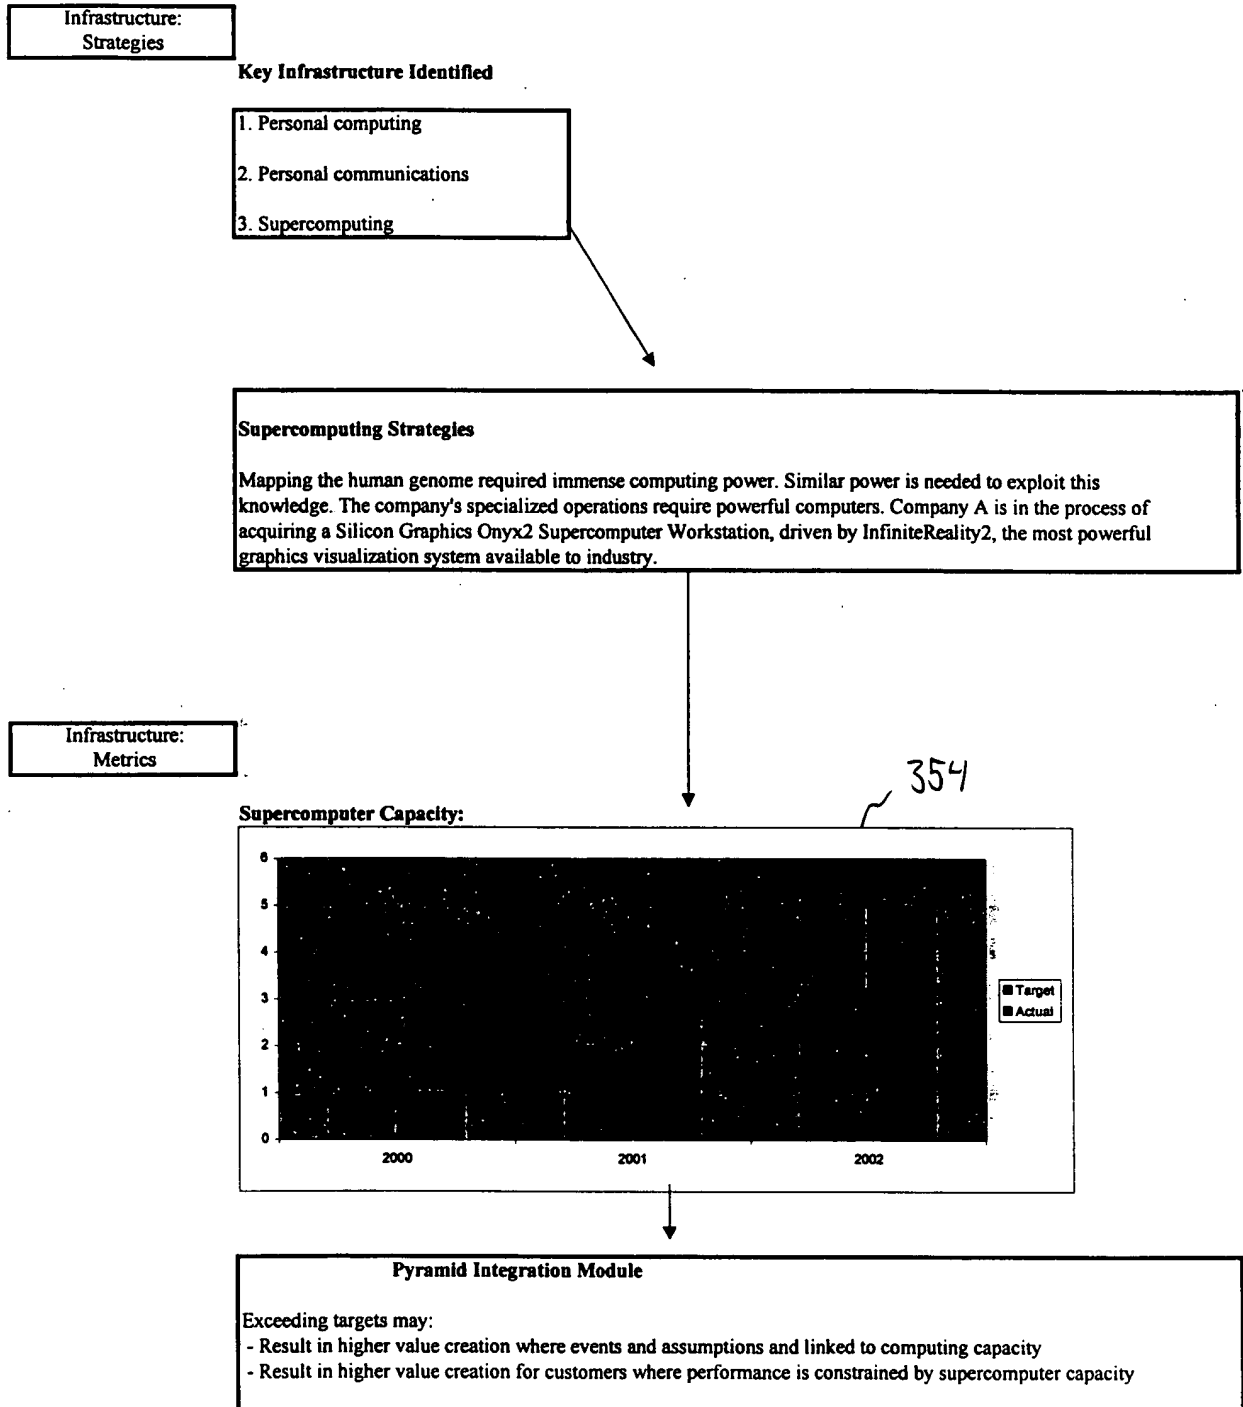 Infrastructure:
Strategies
Key Infrastructure Identified
1. Personal computing
2. Personal communications
3. Supercomputing
Supercomputing Strategies
Mapping the human genome required immense computing power. Similar power is needed to exploit this
knowledge. The company's specialized operations require powerful computers. Company A is in the process of
acquiring a Silicon Graphics Onyx2 Supercomputer Workstation, driven by InfiniteReality2, the most powerful
graphics visualization system available to industry.
Infrastructure:
Metrics
354
Supercomputer Capacity:
6
5
4
3
2
1
0
2000 2001 2002
Target
Actual
Pyramid Integration Module
Exceeding targets may:
- Result in higher value creation where events and assumptions and linked to computing capacity
- Result in higher value creation for customers where performance is constrained by supercomputer capacity